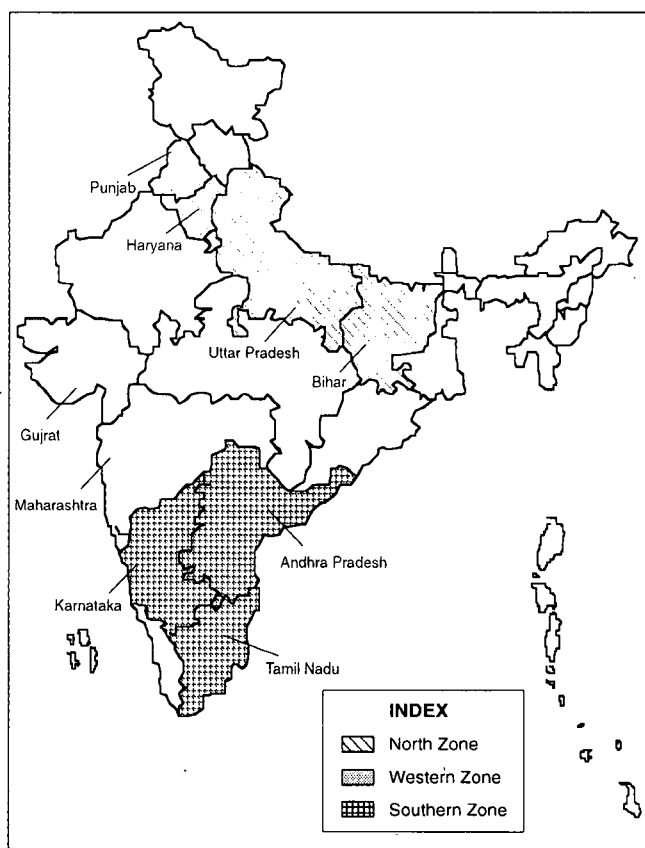 Punjab
Haryana
Uttar Pradesh
Bihar
Gujrat
Maharashtra
Andhra Pradesh
Karnataka
Tamil Nadu
INDEX
North Zone
Western Zone
Southern Zone